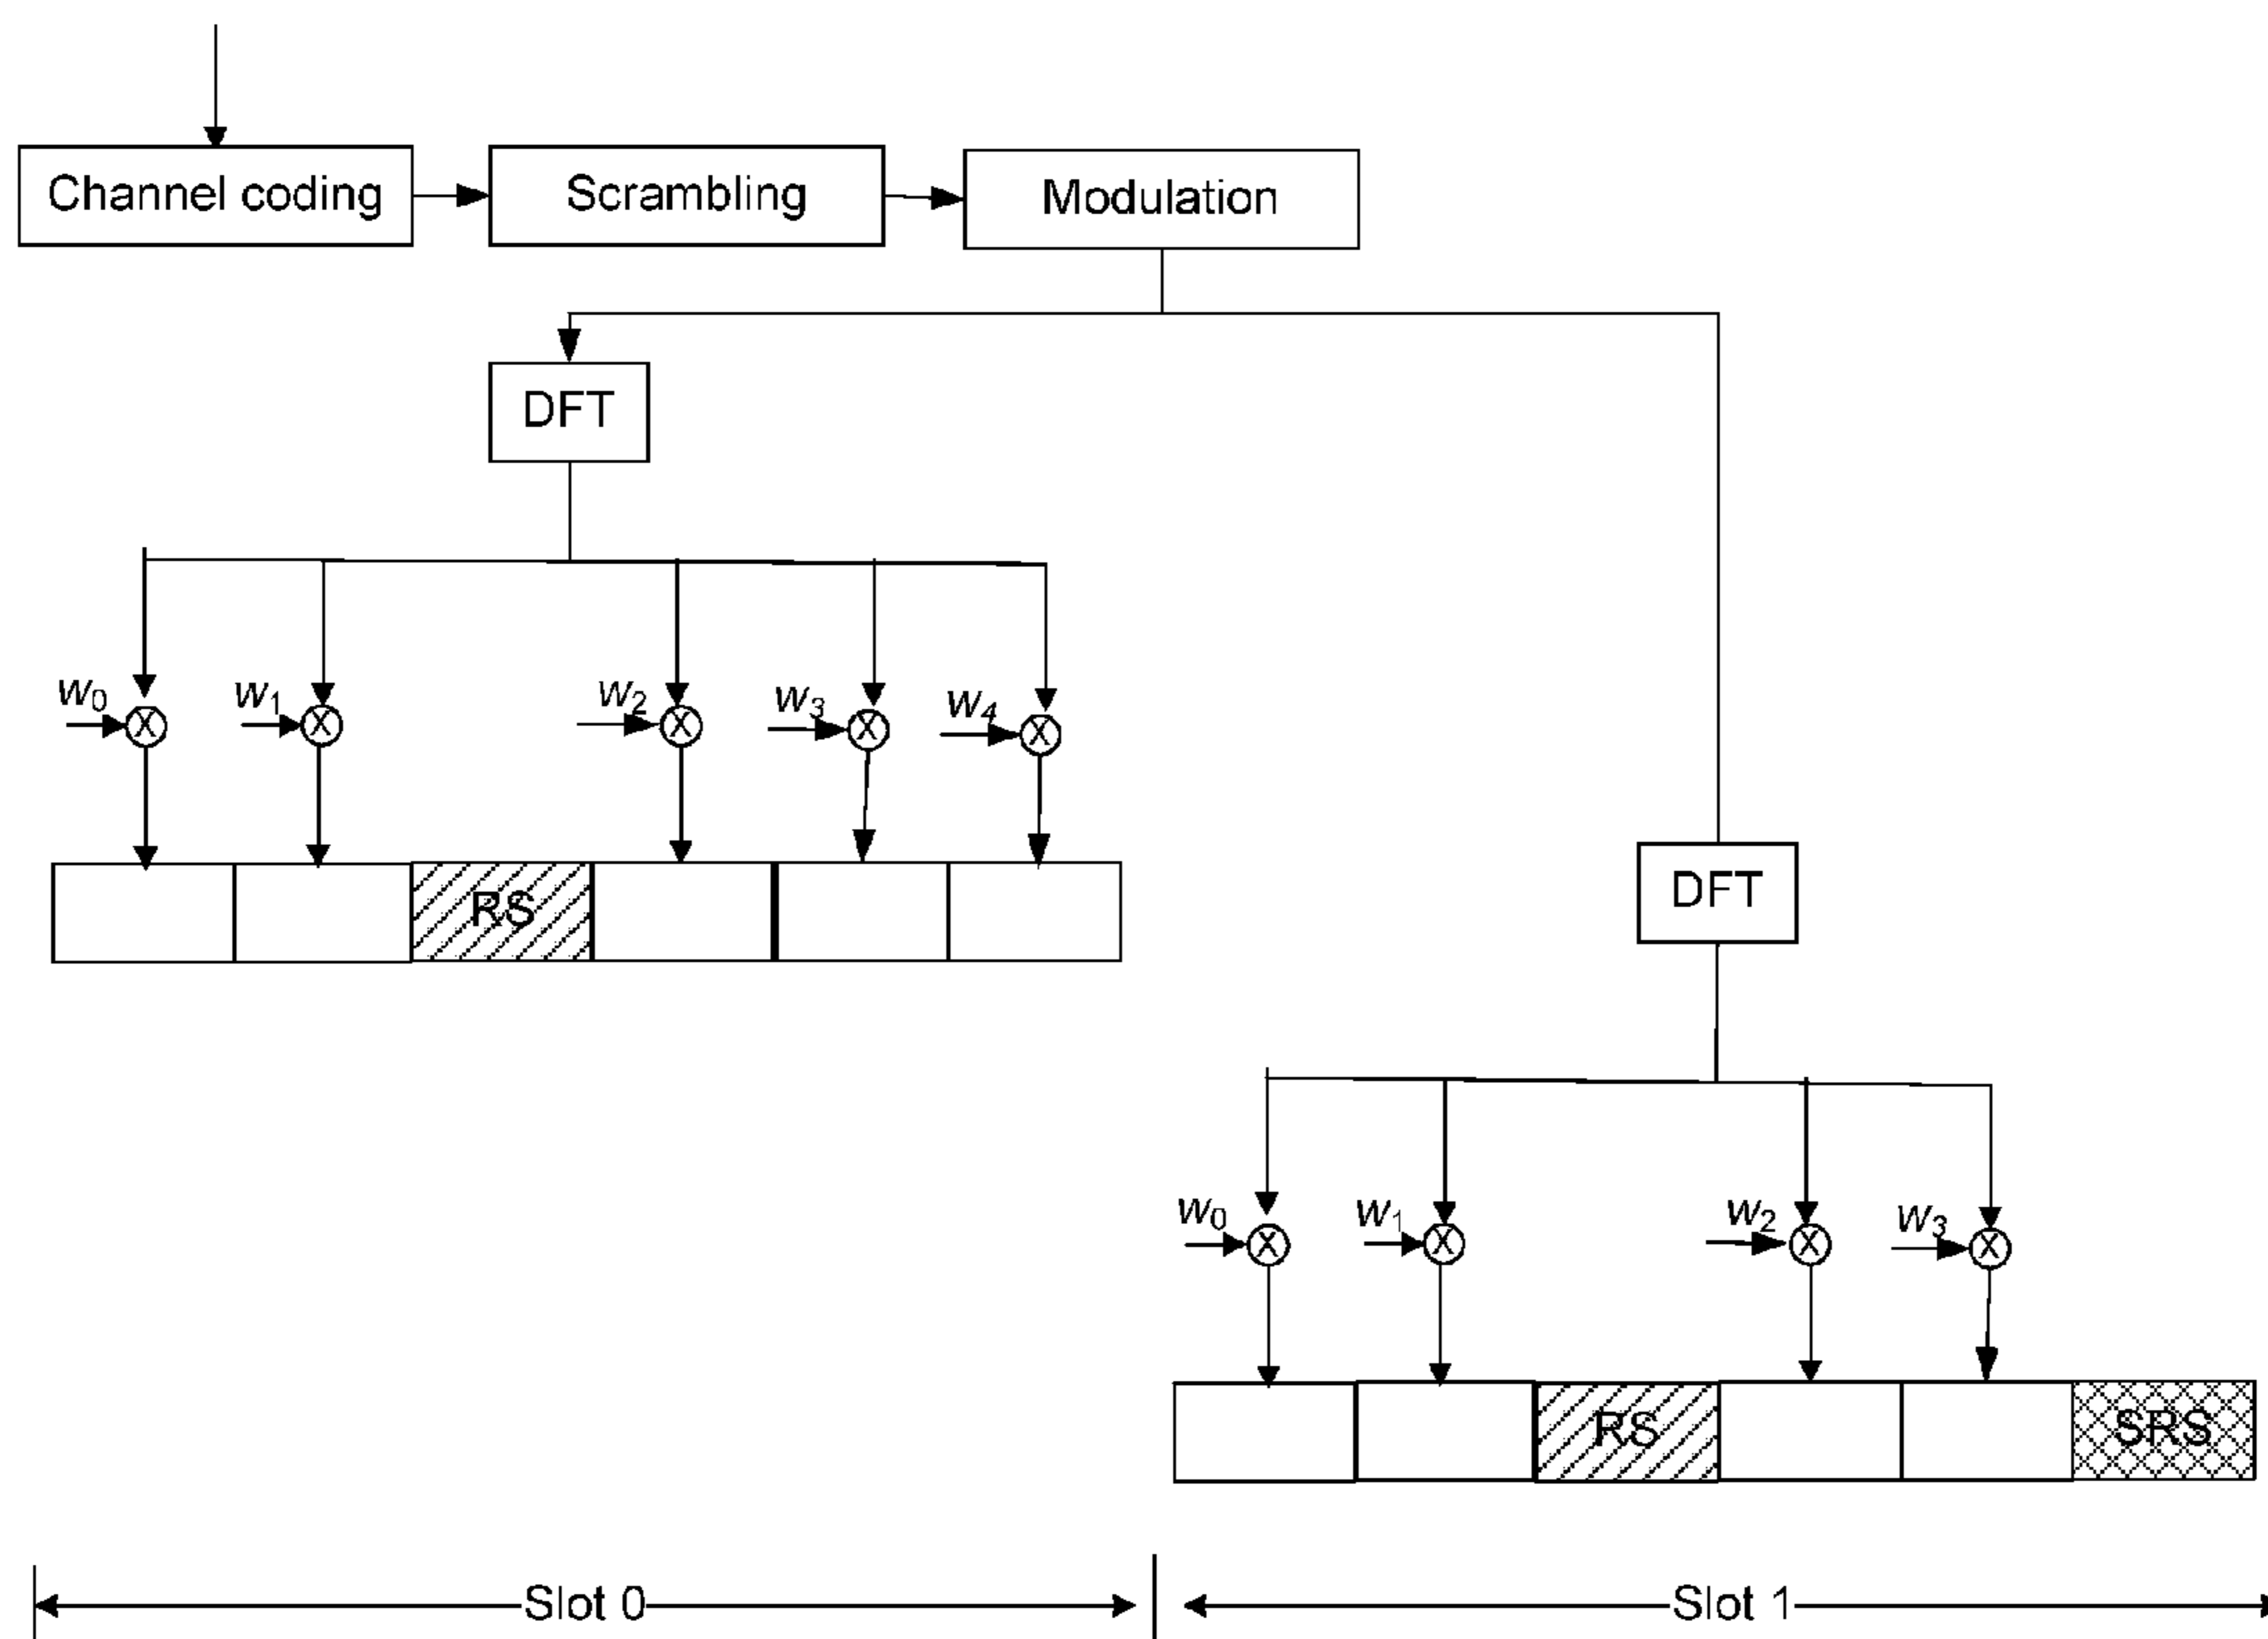 Channel coding
Scrambling
Modulation
DFT
w0
w1
w2
w3
w4
X
X
X
X
X
RS
DFT
w0
w1
w2
w3
X
X
X
X
RS
SRS
Slot 0
Slot 1